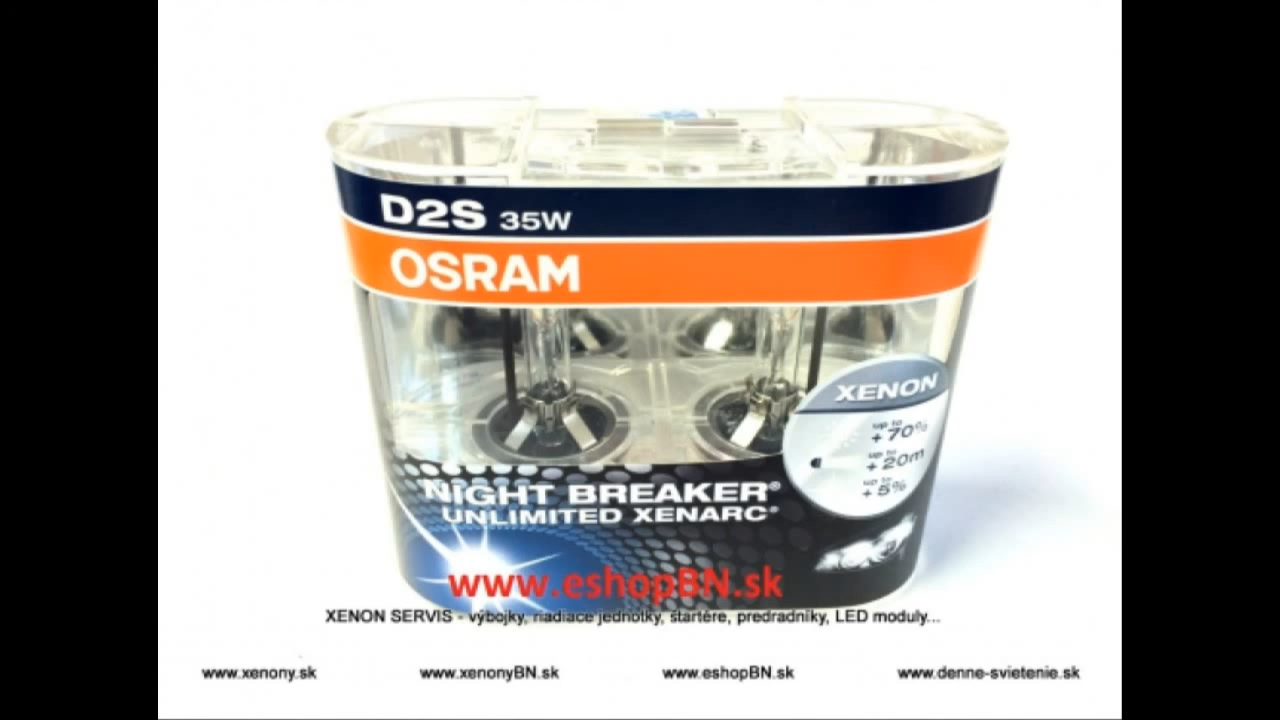 D2S 35W
OSRAM
XENON
up to
+70%
up to
+20m
up to
+5%
NIGHT BREAKER®
UNLIMITED XENARC®
www.eshopBN.sk
XENON SERVIS - výbojky, riadiace jednotky, štartére, predradníky, LED moduly...
www.xenony.sk www.xenonyBN.sk www.eshopBN.sk www.denne-svietenie.sk